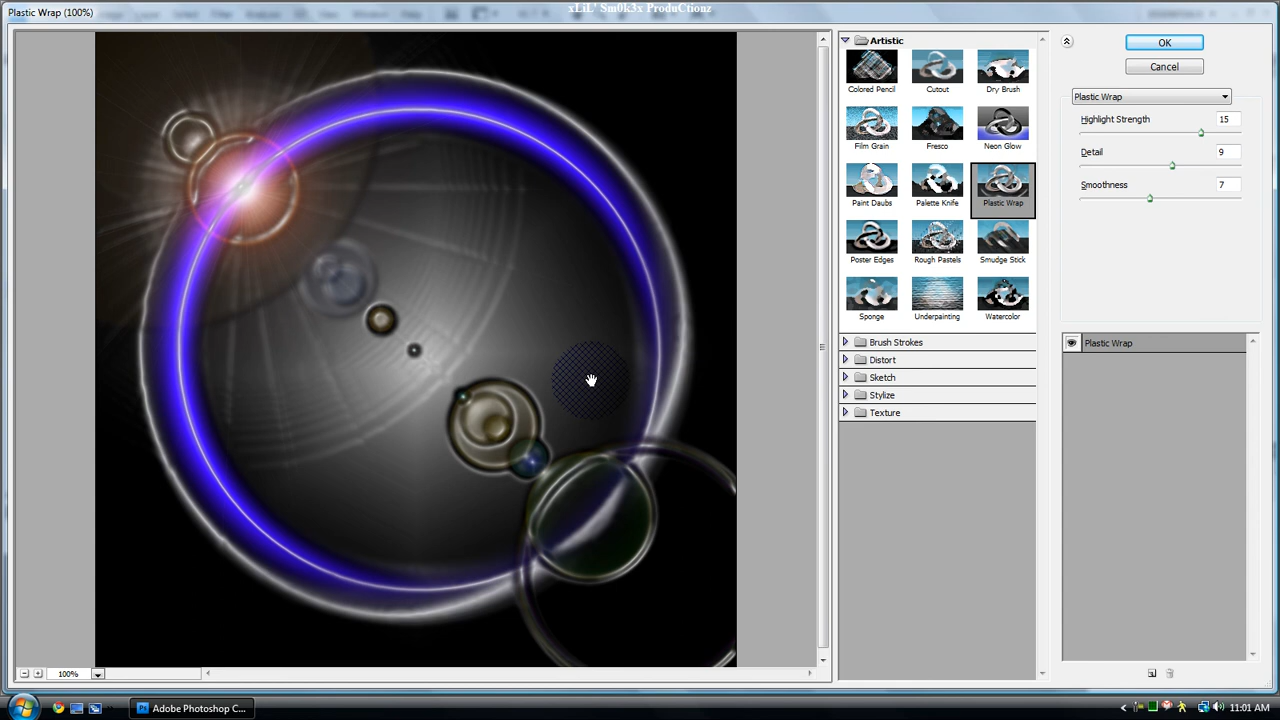 xLiL' Sm0k3x ProduCtionz
Plastic Wrap (100%)
Artistic
Colored Pencil
Cutout
Dry Brush
Film Grain
Fresco
Neon Glow
Paint Daubs
Palette Knife
Plastic Wrap
Poster Edges
Rough Pastels
Smudge Stick
Sponge
Underpainting
Watercolor
Brush Strokes
Distort
Sketch
Stylize
Texture
OK
Cancel
Plastic Wrap
Highlight Strength 15
Detail 9
Smoothness 7
Plastic Wrap
100%
Adobe Photoshop C...
11:01 AM